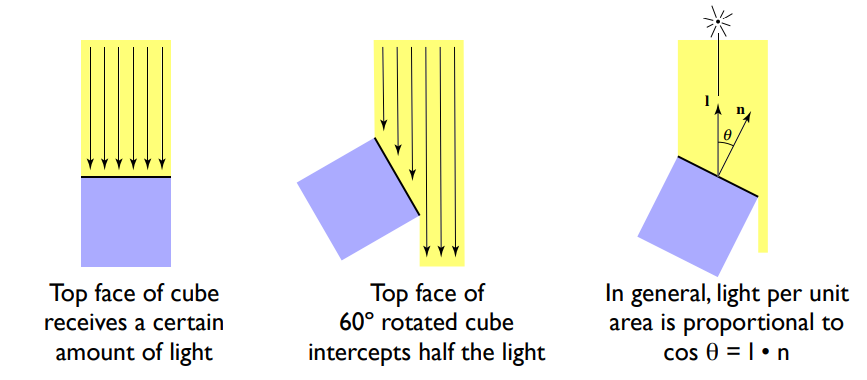 l
n
θ
Top face of cube
receives a certain
amount of light
Top face of
60º rotated cube
intercepts half the light
In general, light per unit
area is proportional to
cos θ = l • n